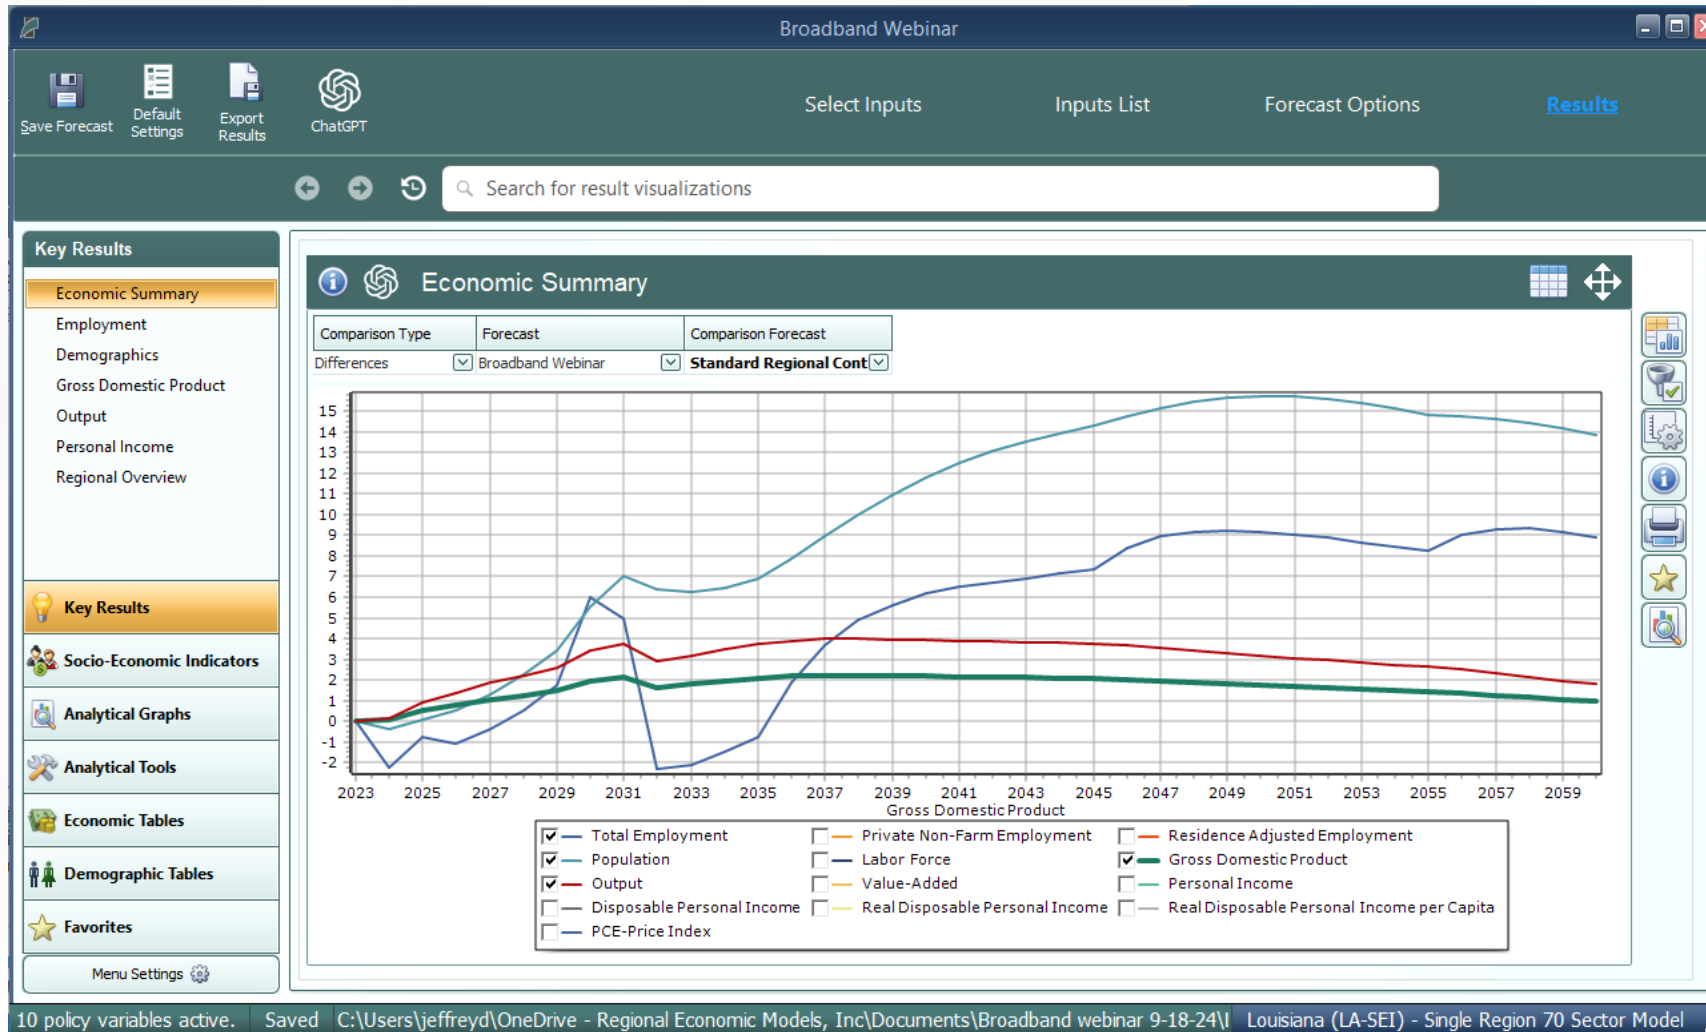 Broadband Webinar
Save Forecast
Default
Settings
Export
Results
ChatGPT
Select Inputs
Inputs List
Forecast Options
Results
Search for result visualizations
Key Results
Economic Summary
Employment
Demographics
Gross Domestic Product
Output
Personal Income
Regional Overview
Key Results
Socio-Economic Indicators
Analytical Graphs
Analytical Tools
Economic Tables
Demographic Tables
Favorites
Menu Settings
Economic Summary
Comparison Type Forecast Comparison Forecast
Differences Broadband Webinar Standard Regional Cont
15
14
13
12
11
10
9
8
7
6
5
4
3
2
1
0
-1
-2
2023 2025 2027 2029 2031 2033 2035 2037 2039 2041 2043 2045 2047 2049 2051 2053 2055 2057 2059
Gross Domestic Product
Total Employment Private Non-Farm Employment Residence Adjusted Employment
Population Labor Force Gross Domestic Product
Output Value-Added Personal Income
Disposable Personal Income Real Disposable Personal Income Real Disposable Personal Income per Capita
PCE-Price Index
10 policy variables active. Saved C:\Users\jeffreyd\OneDrive - Regional Economic Models, Inc\Documents\Broadband webinar 9-18-24\ Louisiana (LA-SEI) - Single Region 70 Sector Model